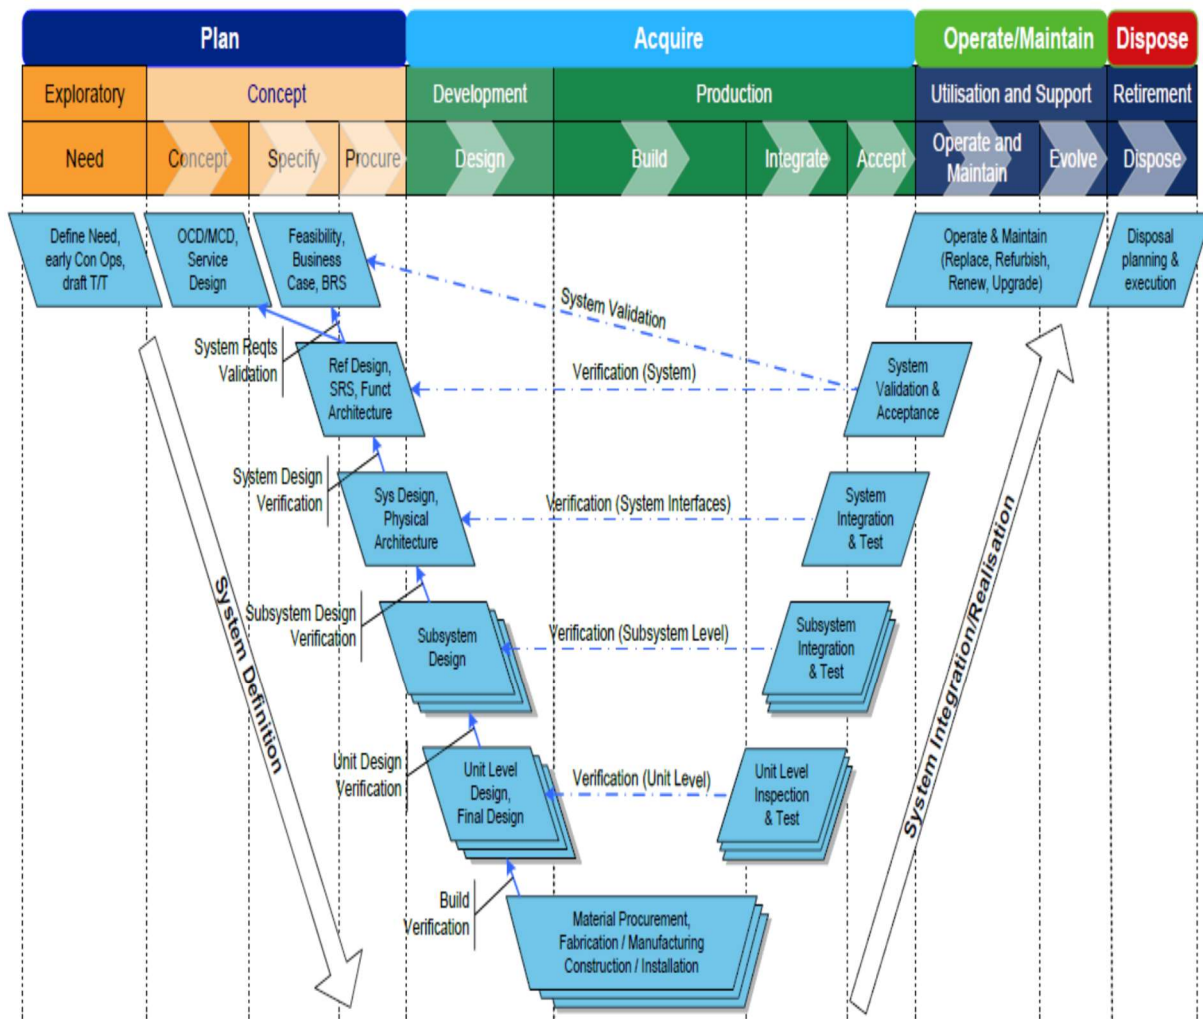 Plan
Acquire
Operate/Maintain
Dispose
Exploratory
Concept
Development
Production
Utilisation and Support
Retirement
Need
Concept
Specify
Procure
Design
Build
Integrate
Accept
Operate and
Maintain
Evolve
Dispose
Define Need,
early Con Ops,
draft T/T
OCD/MCD,
Service
Design
Feasibility,
Business
Case, BRS
Operate & Maintain
(Replace, Refurbish,
Renew, Upgrade)
Disposal
planning &
execution
System Validation
System Reqts
Validation
Ref Design,
SRS, Funct
Architecture
Verification (System)
System
Validation &
Acceptance
System Design
Verification
Sys Design,
Physical
Architecture
Verification (System Interfaces)
System
Integration
& Test
System Definition
System Integration/Realisation
Subsystem Design
Verification
Subsystem
Design
Verification (Subsystem Level)
Subsystem
Integration
& Test
Unit Design
Verification
Unit Level
Design,
Final Design
Verification (Unit Level)
Unit Level
Inspection
& Test
Build
Verification
Material Procurement,
Fabrication / Manufacturing
Construction / Installation